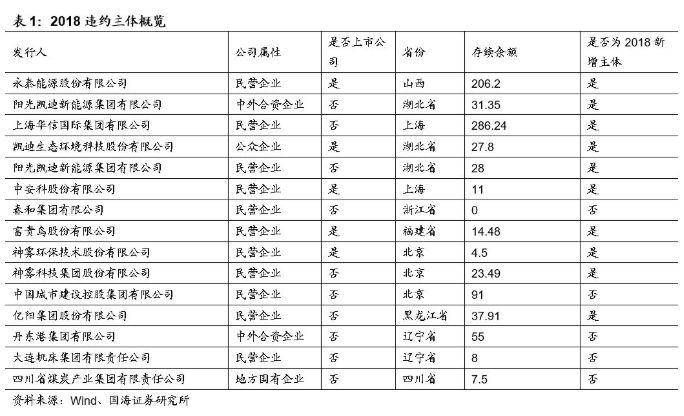 表 1：2018 违约主体概览
发行人 公司属性 是否上市公司 省份 存续余额 是否为 2018 新增主体
永泰能源股份有限公司 民营企业 是 山西 206.2 是
阳光凯迪新能源集团有限公司 中外合资企业 否 湖北省 31.35 是
上海华信国际集团有限公司 民营企业 否 上海 286.24 是
凯迪生态环境科技股份有限公司 公众企业 是 湖北省 27.8 是
阳光凯迪新能源集团有限公司 民营企业 否 湖北省 28 是
中安科股份有限公司 民营企业 是 上海 11 是
春和集团有限公司 民营企业 否 浙江省 0 否
富贵鸟股份有限公司 民营企业 是 福建省 14.48 是
神雾环保技术股份有限公司 民营企业 是 北京 4.5 是
神雾科技集团股份有限公司 民营企业 否 北京 23.49 是
中国城市建设控股集团有限公司 民营企业 否 北京 91 否
亿阳集团股份有限公司 民营企业 否 黑龙江省 37.91 是
丹东港集团有限公司 中外合资企业 否 辽宁省 55 否
大连机床集团有限责任公司 民营企业 否 辽宁省 8 否
四川省煤炭产业集团有限责任公司 地方国有企业 否 四川省 7.5 否
资料来源：Wind、国海证券研究所